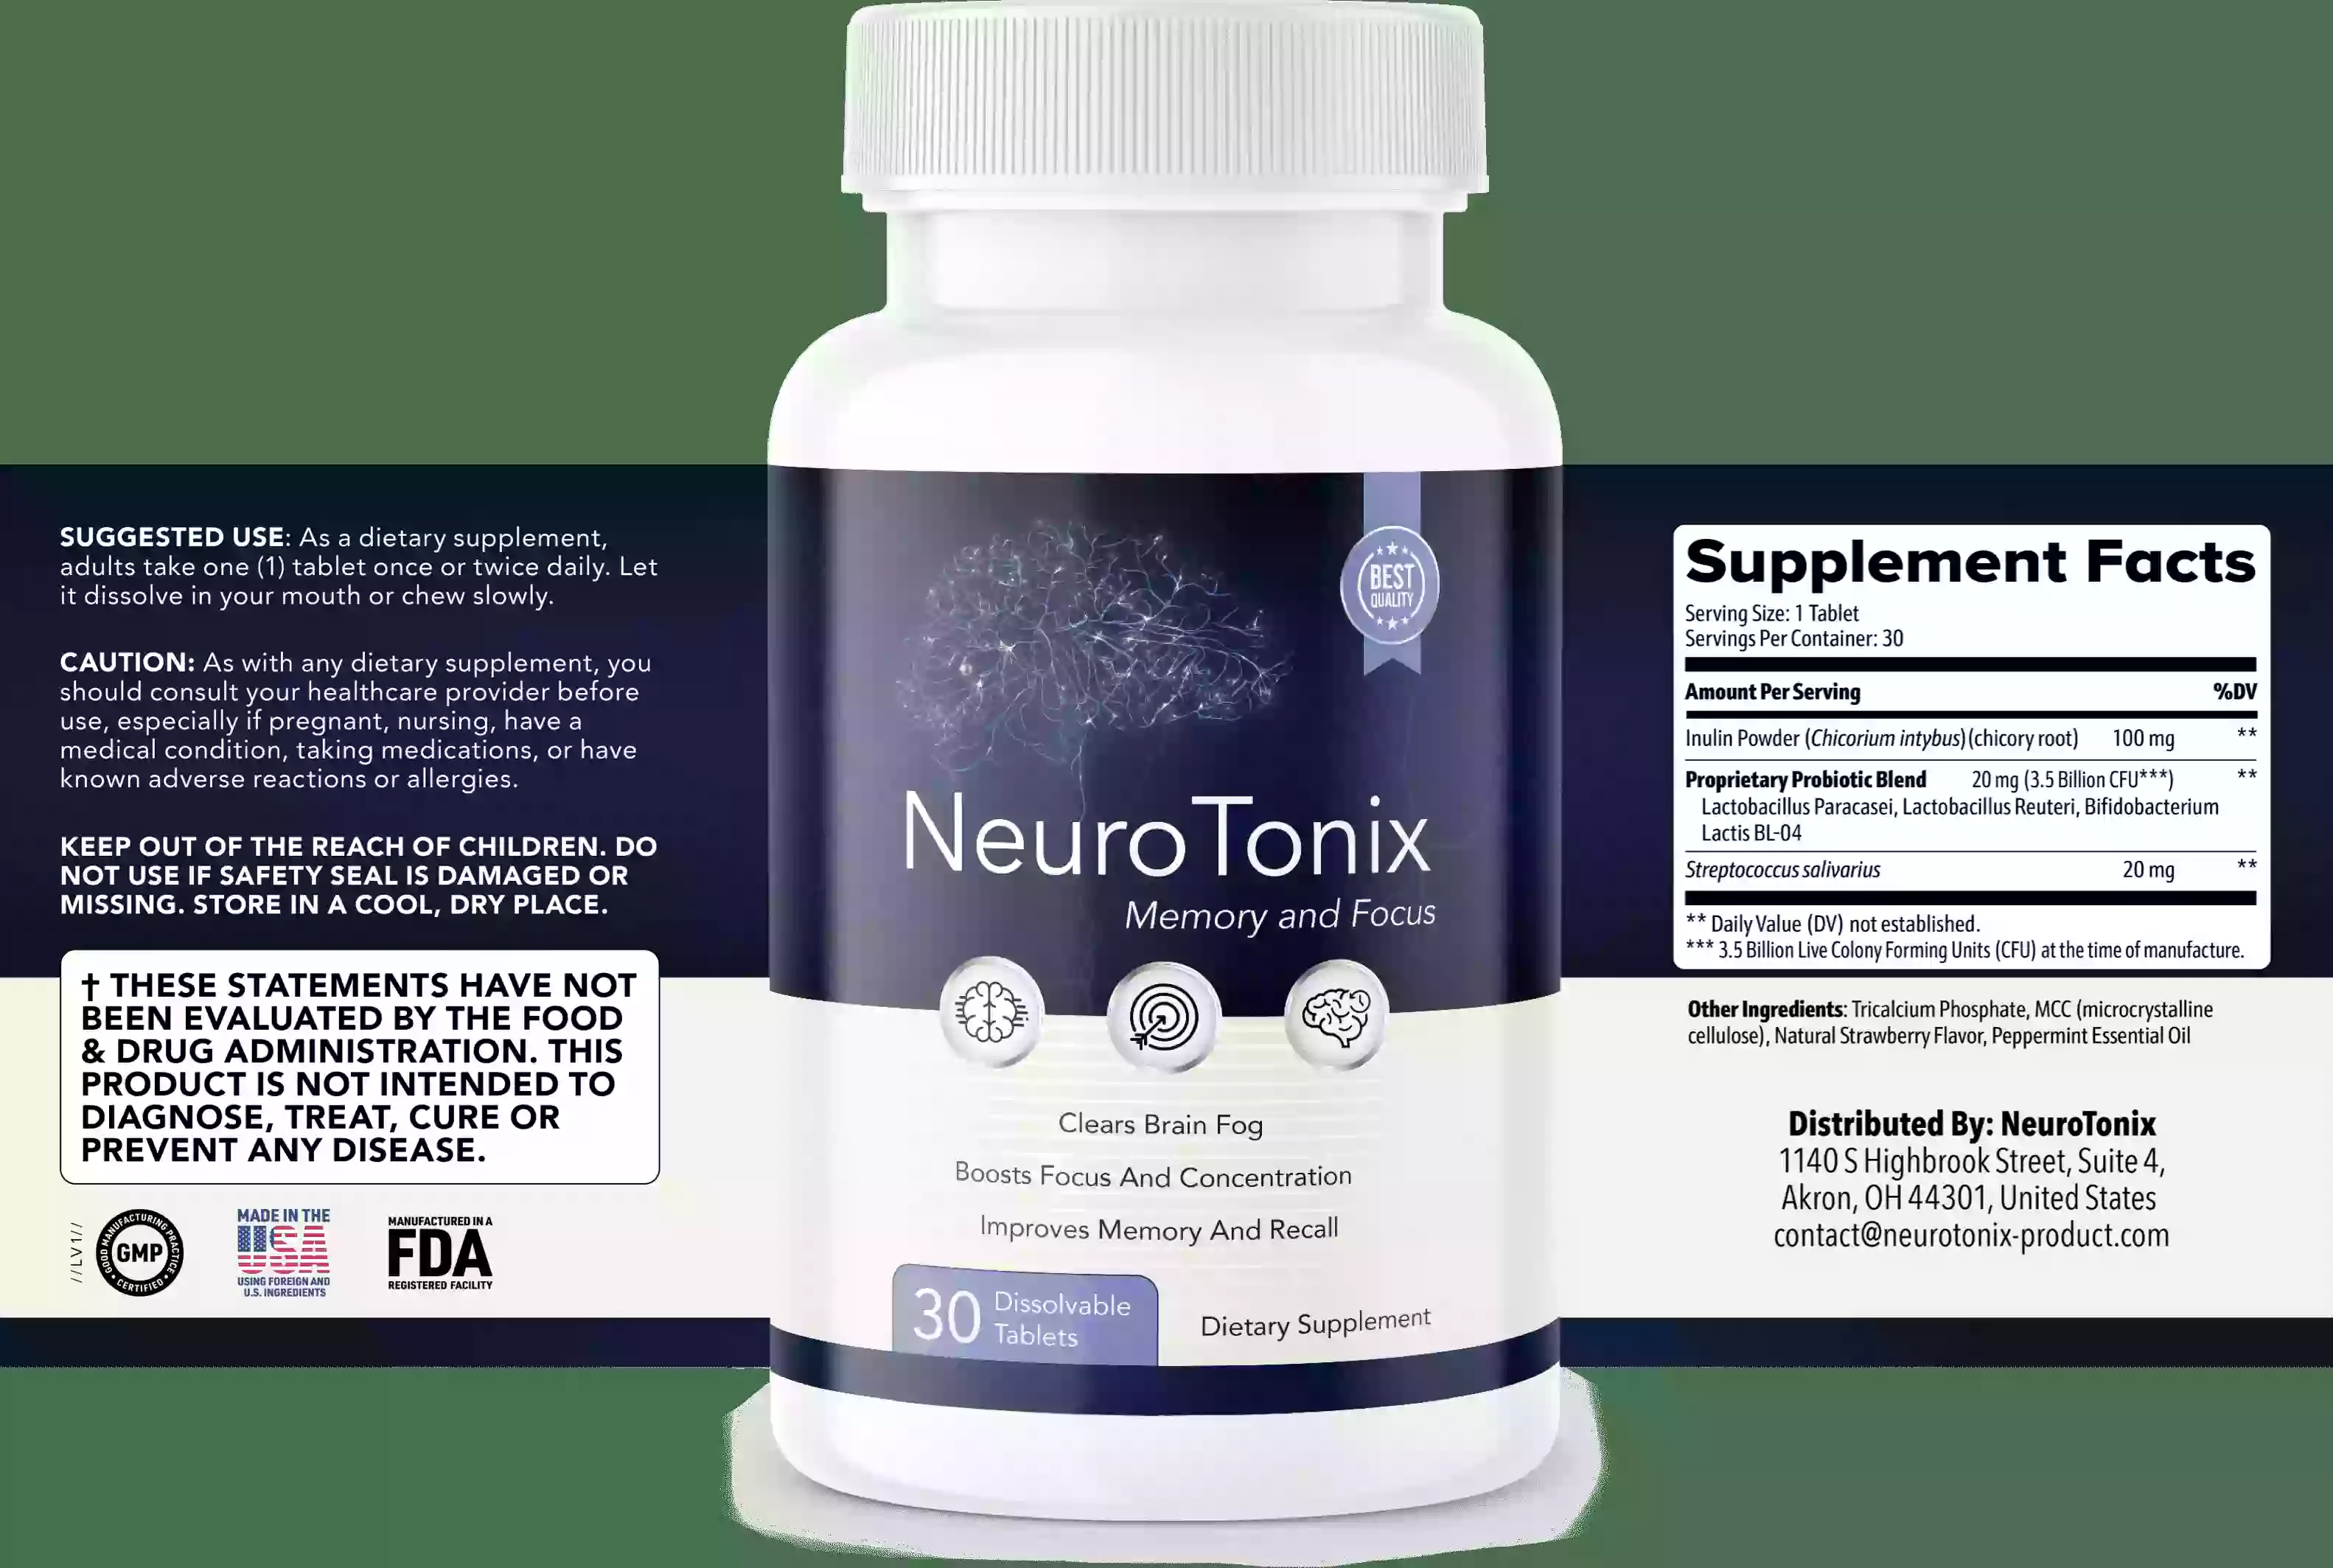 SUGGESTED USE: As a dietary supplement,
adults take one (1) tablet once or twice daily. Let
it dissolve in your mouth or chew slowly.
CAUTION: As with any dietary supplement, you
should consult your healthcare provider before
use, especially if pregnant, nursing, have a
medical condition, taking medications, or have
known adverse reactions or allergies.
KEEP OUT OF THE REACH OF CHILDREN. DO
NOT USE IF SAFETY SEAL IS DAMAGED OR
MISSING. STORE IN A COOL, DRY PLACE.
† THESE STATEMENTS HAVE NOT
BEEN EVALUATED BY THE FOOD
& DRUG ADMINISTRATION. THIS
PRODUCT IS NOT INTENDED TO
DIAGNOSE, TREAT, CURE OR
PREVENT ANY DISEASE.
//LV1//
GOOD MANUFACTURING PRACTICE
GMP
CERTIFIED
MADE IN THE
USA
USING FOREIGN AND
U.S. INGREDIENTS
MANUFACTURED IN A
FDA
REGISTERED FACILITY
BEST
QUALITY
NeuroTonix
Memory and Focus
Clears Brain Fog
Boosts Focus And Concentration
Improves Memory And Recall
30 Dissolvable
Tablets
Dietary Supplement
Supplement Facts
Serving Size: 1 Tablet
Servings Per Container: 30
Amount Per Serving %DV
Inulin Powder (Chicorium intybus)(chicory root) 100 mg **
Proprietary Probiotic Blend 20 mg (3.5 Billion CFU***) **
Lactobacillus Paracasei, Lactobacillus Reuteri, Bifidobacterium
Lactis BL-04
Streptococcus salivarius 20 mg **
** Daily Value (DV) not established.
*** 3.5 Billion Live Colony Forming Units (CFU) at the time of manufacture.
Other Ingredients: Tricalcium Phosphate, MCC (microcrystalline
cellulose), Natural Strawberry Flavor, Peppermint Essential Oil
Distributed By: NeuroTonix
1140 S Highbrook Street, Suite 4,
Akron, OH 44301, United States
contact@neurotonix-product.com